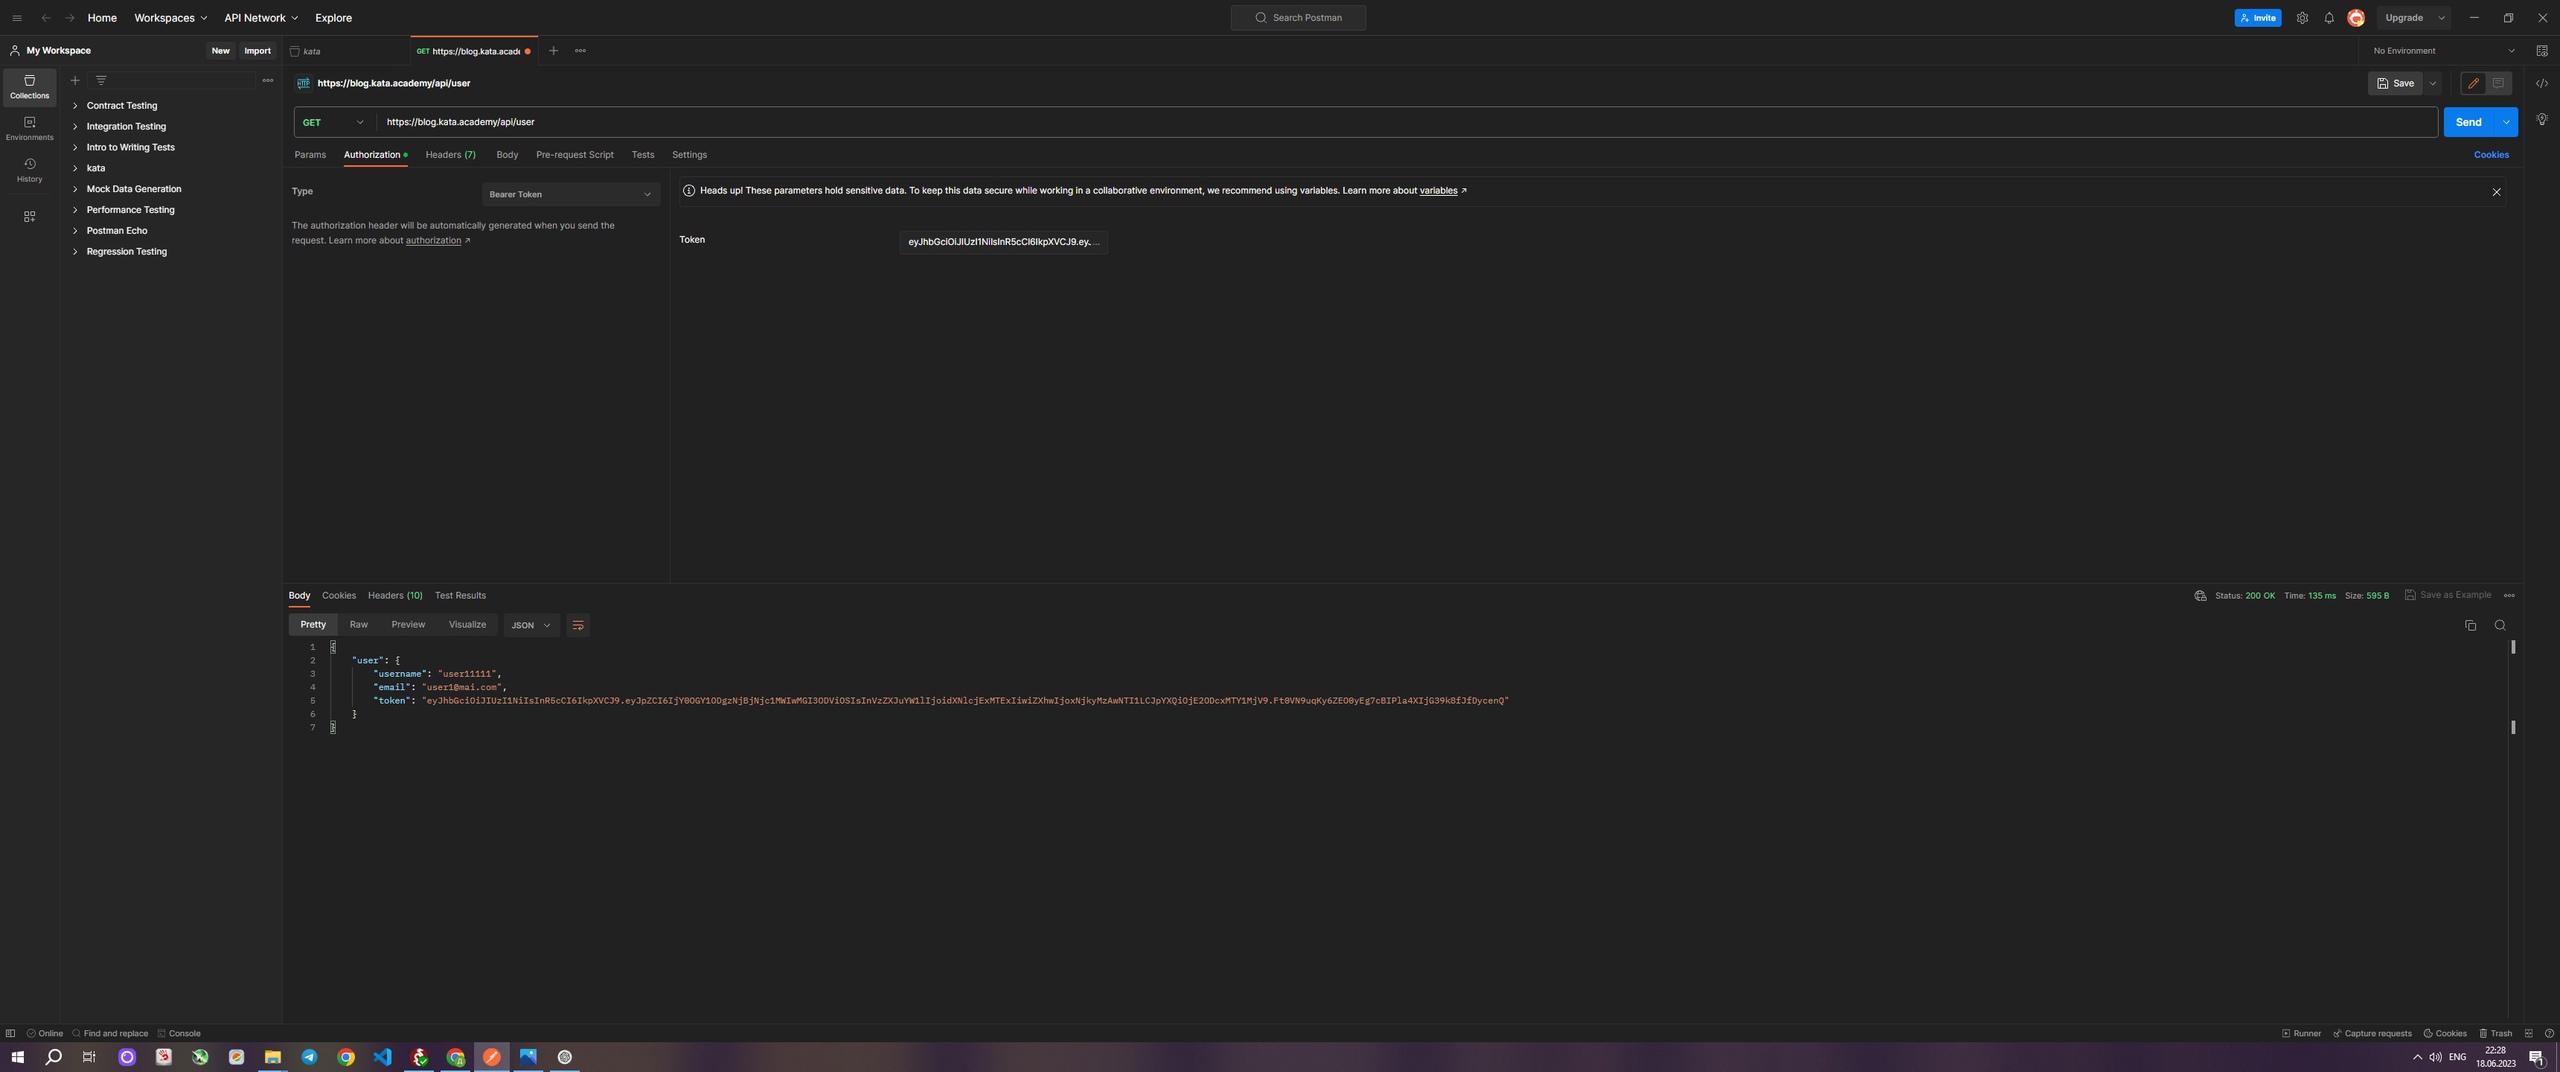 Home
Workspaces
API Network
Explore
Search Postman
Invite
Upgrade
My Workspace
New
Import
kata
GET https://blog.kata.acade
No Environment
Collections
Environments
History
Contract Testing
Integration Testing
Intro to Writing Tests
kata
Mock Data Generation
Performance Testing
Postman Echo
Regression Testing
https://blog.kata.academy/api/user
Save
GET
https://blog.kata.academy/api/user
Send
Params
Authorization
Headers (7)
Body
Pre-request Script
Tests
Settings
Cookies
Type
Bearer Token
The authorization header will be automatically generated when you send the
request. Learn more about authorization ↗
Heads up! These parameters hold sensitive data. To keep this data secure while working in a collaborative environment, we recommend using variables. Learn more about variables ↗
Token
eyJhbGciOiJIUzI1NiIsInR5cCI6IkpXVCJ9.ey. ...
Body
Cookies
Headers (10)
Test Results
Status: 200 OK
Time: 135 ms
Size: 595 B
Save as Example
Pretty
Raw
Preview
Visualize
JSON
1 {
2 "user": {
3 "username": "user11111",
4 "email": "user1@mai.com",
5 "token": "eyJhbGciOiJIUzI1NiIsInR5cCI6IkpXVCJ9.eyJpZCI6IjY0OGY1ODgzNjBjNjc1MWIwMGI3ODViOSIsInVzZXJuYW1lIjoidXNlcjExMTExIiwiZXhwIjoxNjkyMzAwNTI1LCJpYXQiOjE2ODcxMTY1MjV9.Ft0VN9uqKy6ZEO0yEg7cBIPla4XIjG39k8fJfDycenQ"
6 }
7 }
Online
Find and replace
Console
Runner
Capture requests
Cookies
Trash
ENG
22:28
18.06.2023